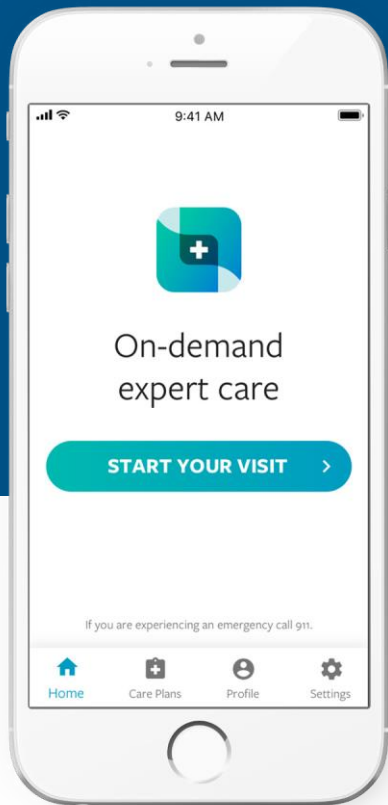 9:41 AM
On-demand
expert care
START YOUR VISIT
If you are experiencing an emergency call 911.
Home Care Plans Profile Settings